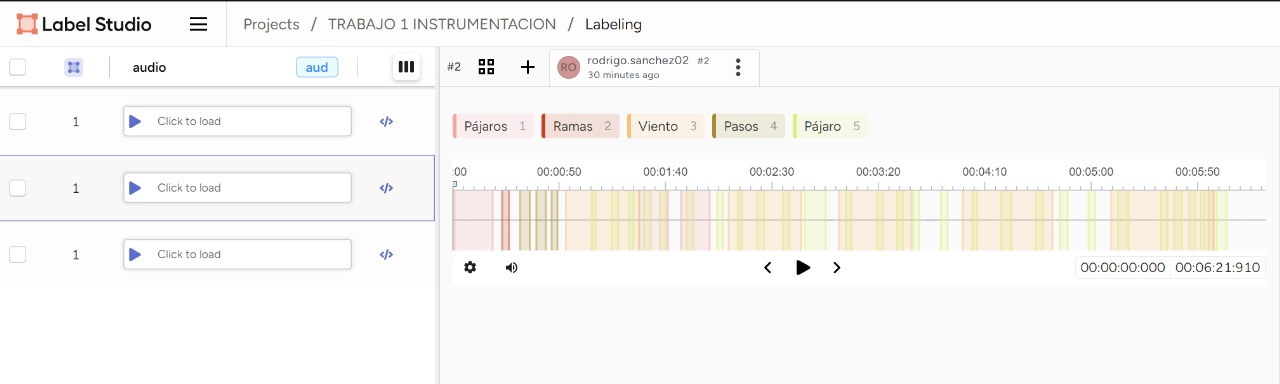 Label Studio
Projects / TRABAJO 1 INSTRUMENTACION / Labeling
audio aud
1 Click to load </>
1 Click to load </>
1 Click to load </>
#2 RO rodrigo.sanchez02 #2
30 minutes ago
Pájaros 1 Ramas 2 Viento 3 Pasos 4 Pájaro 5
:00 00:00:50 00:01:40 00:02:30 00:03:20 00:04:10 00:05:00 00:05:50
00:00:00:000 00:06:21:910